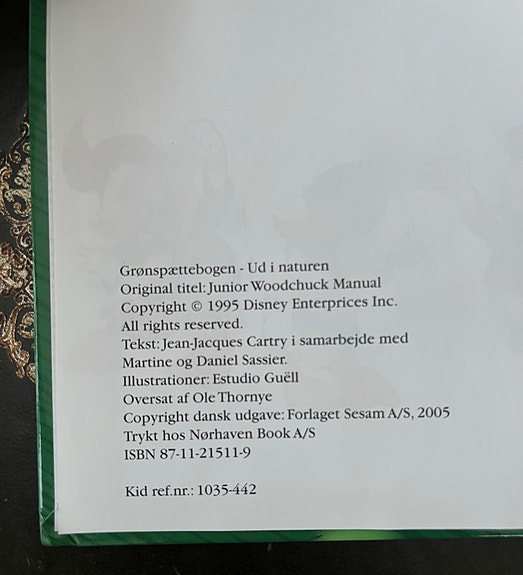 Grønspættebogen - Ud i naturen
Original titel: Junior Woodchuck Manual
Copyright © 1995 Disney Enterprices Inc.
All rights reserved.
Tekst: Jean-Jacques Cartry i samarbejde med
Martine og Daniel Sassier.
Illustrationer: Estudio Guëll
Oversat af Ole Thornye
Copyright dansk udgave: Forlaget Sesam A/S, 2005
Trykt hos Nørhaven Book A/S
ISBN 87-11-21511-9
Kid ref.nr.: 1035-442